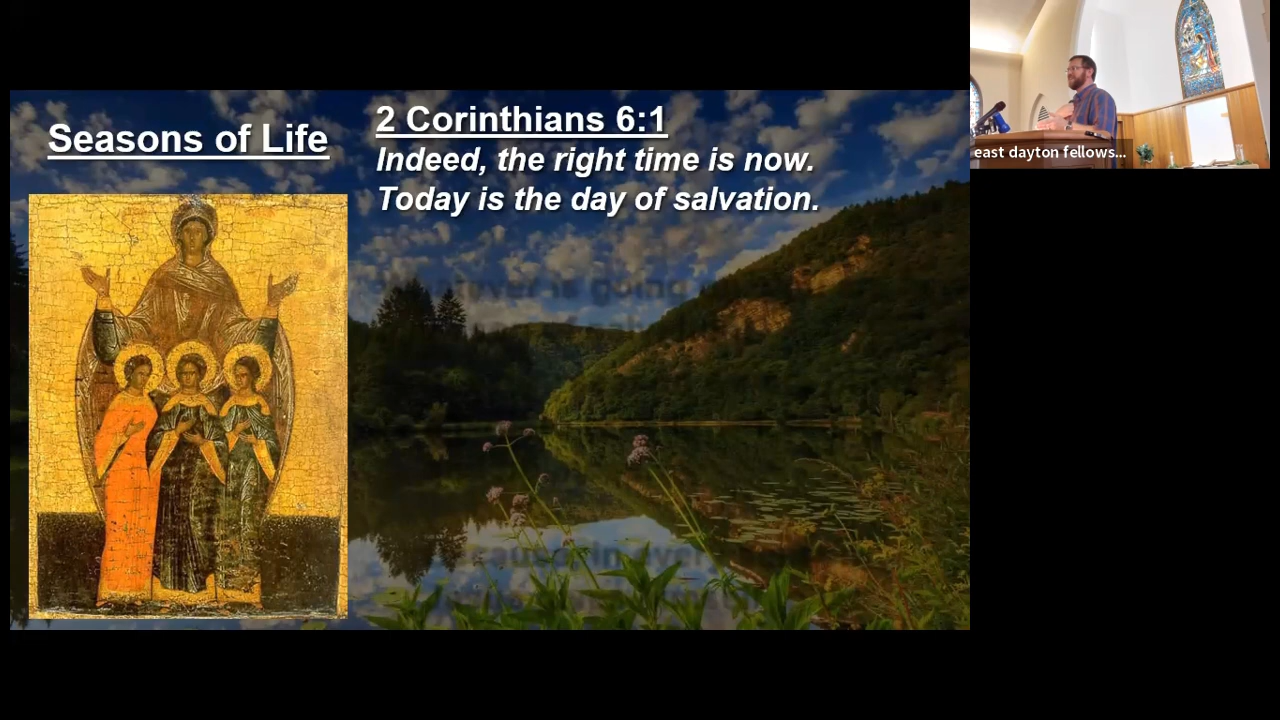 Seasons of Life
2 Corinthians 6:1
Indeed, the right time is now.
Today is the day of salvation.
east dayton fellows...